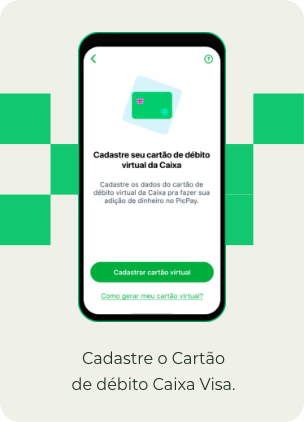 Cadastre seu cartão de débito
virtual da Caixa
Cadastre os dados do cartão de
débito virtual da Caixa pra fazer sua
adição de dinheiro no PicPay.
Cadastrar cartão virtual
Como gerar meu cartão virtual?
Cadastre o Cartão
de débito Caixa Visa.